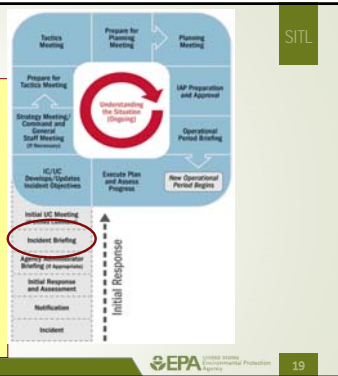 SITL
Tactics
Meeting
Prepare for
Planning
Meeting
Planning
Meeting
Prepare for
Tactics Meeting
Understanding
the Situation
(Ongoing)
IAP Preparation
and Approval
Strategy Meeting/
Command and
General
Staff Meeting
(If Necessary)
Operational
Period Briefing
IC/UC
Develops/Updates
Incident Objectives
Execute Plan
and Assess
Progress
New Operational
Period Begins
Initial UC Meeting
Incident Briefing
Agency Administrator
Briefing (If Appropriate)
Initial Response
and Assessment
Notification
Incident
Initial Response
EPA United States
Environmental Protection
Agency
19